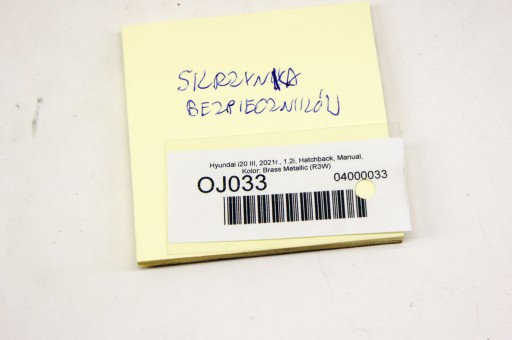 SKRZYNKA
BEZPIECZNIKÓW
Hyundai i20 III, 2021r., 1.2i, Hatchback, Manual,
Kolor: Brass Metallic (R3W)
OJ033
04000033